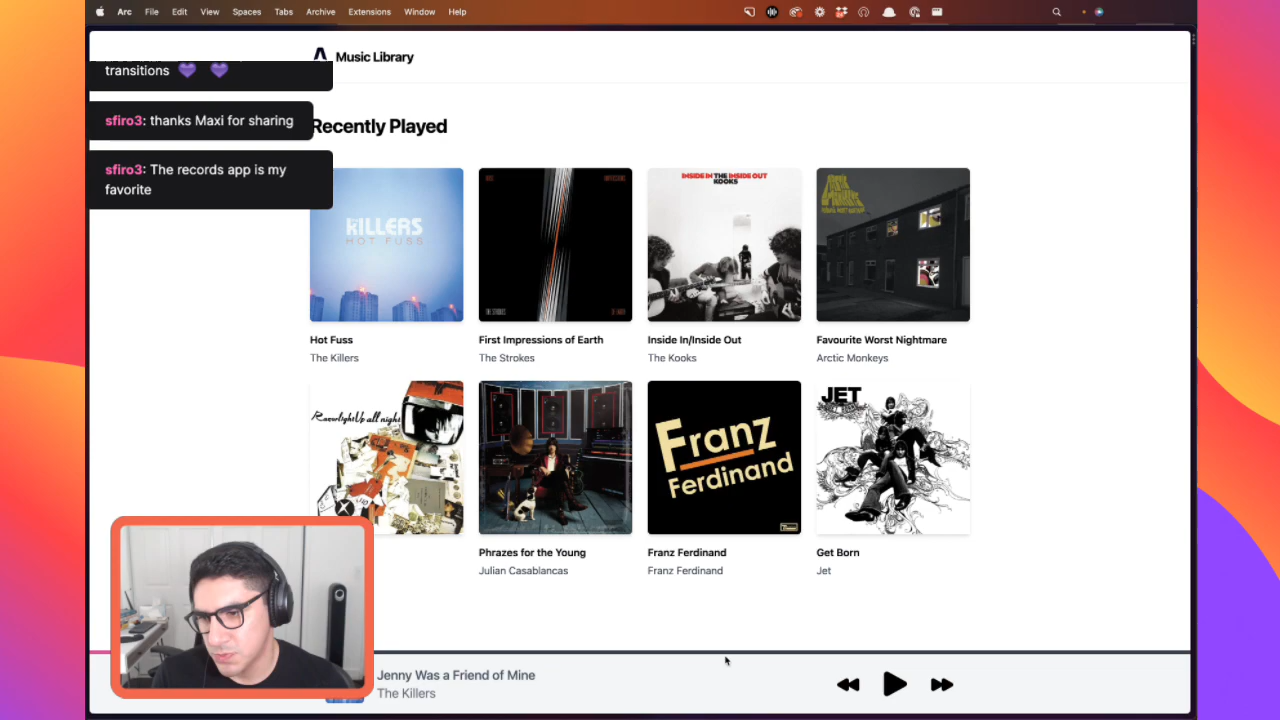 Arc File Edit View Spaces Tabs Archive Extensions Window Help
Music Library
transitions 💜 💜
sfiro3: thanks Maxi for sharing
sfiro3: The records app is my
favorite
Recently Played
KILLERS
HOT FUSS
INSIDE IN THE INSIDE OUT
KOOKS
ARCTIC
MONKEYS
Hot Fuss
The Killers
First Impressions of Earth
The Strokes
Inside In/Inside Out
The Kooks
Favourite Worst Nightmare
Arctic Monkeys
Razorlight Up all night
Franz
Ferdinand
JET
Phrazes for the Young
Julian Casablancas
Franz Ferdinand
Franz Ferdinand
Get Born
Jet
Jenny Was a Friend of Mine
The Killers